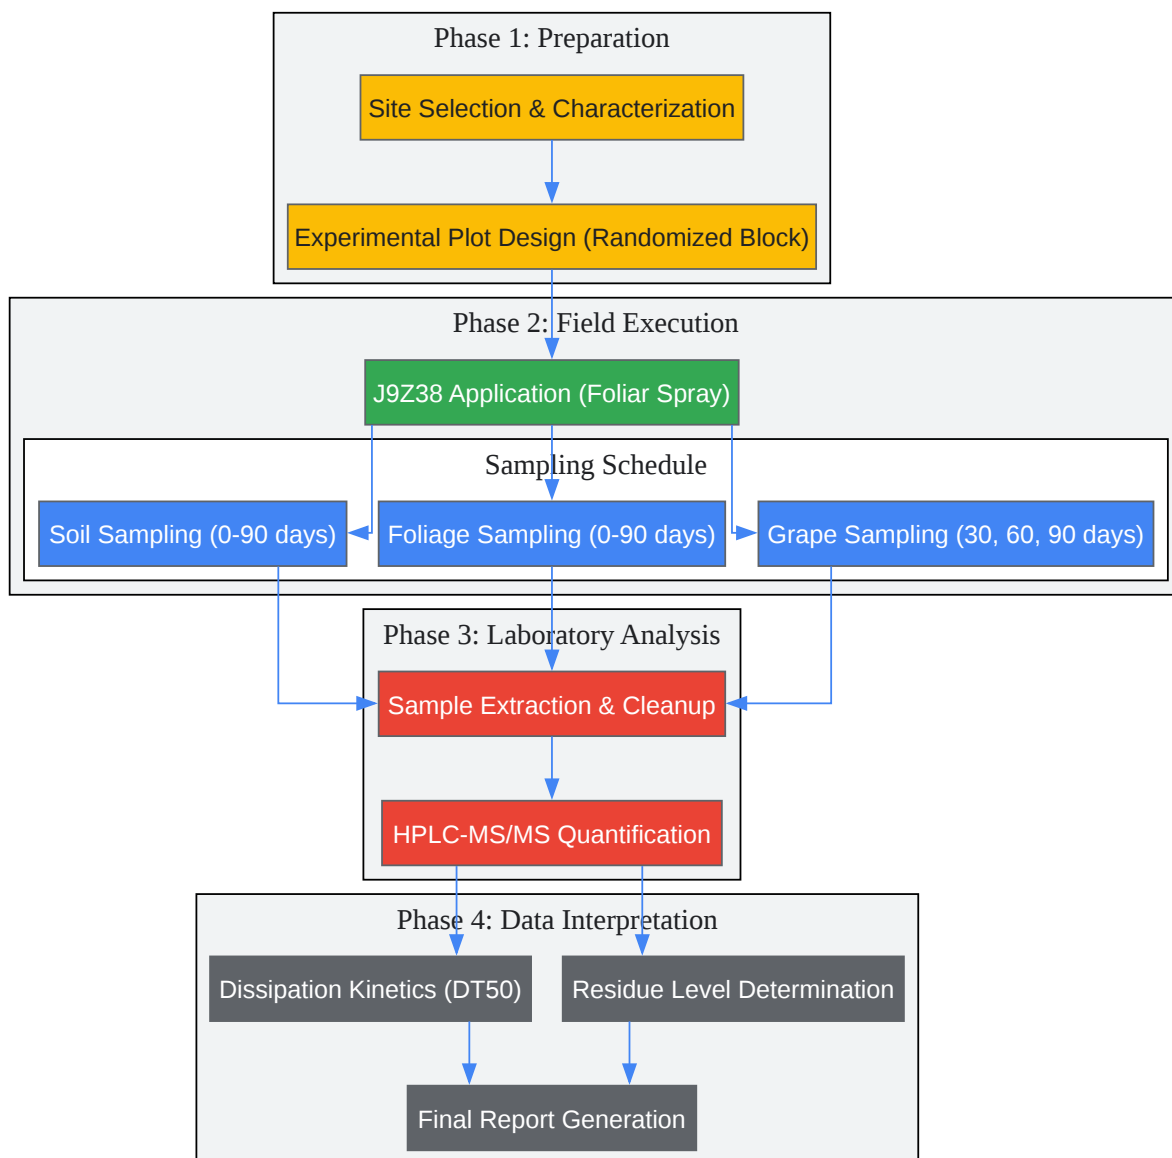 Phase 1: Preparation
Site Selection & Characterization
Experimental Plot Design (Randomized Block)
Phase 2: Field Execution
J9Z38 Application (Foliar Spray)
Sampling Schedule
Soil Sampling (0-90 days)
Foliage Sampling (0-90 days)
Grape Sampling (30, 60, 90 days)
Phase 3: Laboratory Analysis
Sample Extraction & Cleanup
HPLC-MS/MS Quantification
Phase 4: Data Interpretation
Dissipation Kinetics (DT50)
Residue Level Determination
Final Report Generation